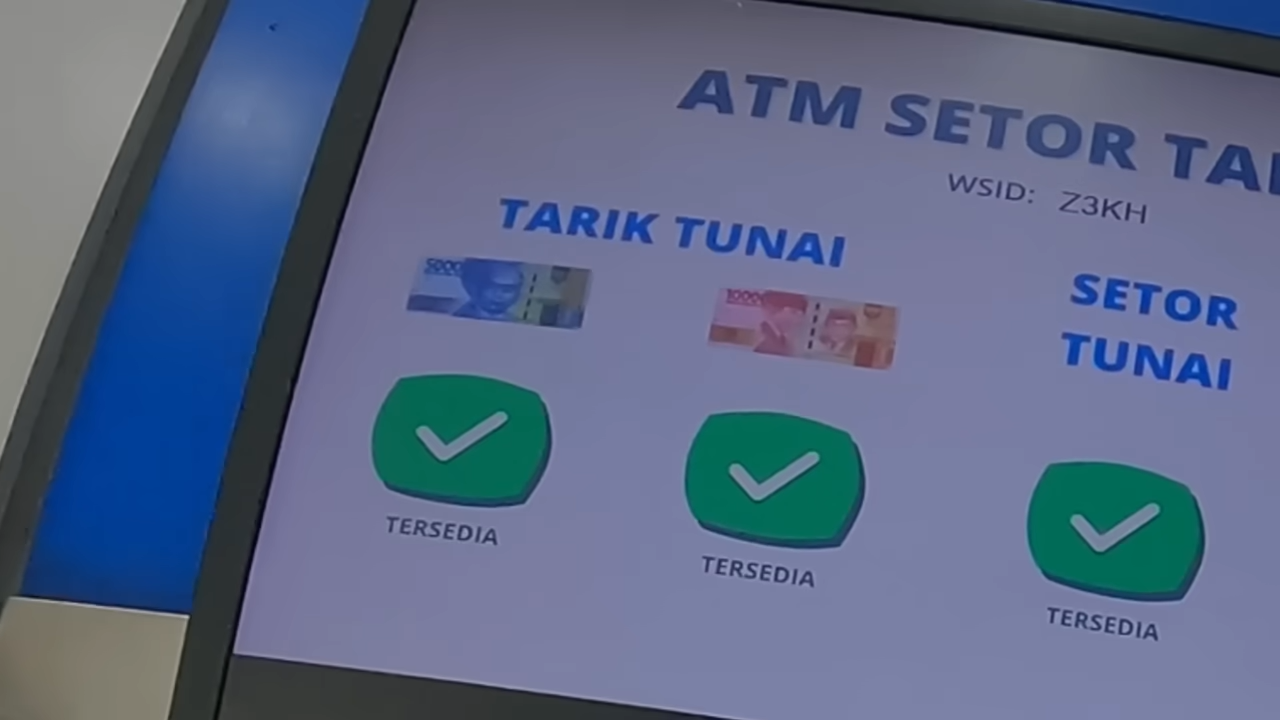 ATM SETOR TA
WSID: Z3KH
TARIK TUNAI
SETOR
TUNAI
TERSEDIA
TERSEDIA
TERSEDIA